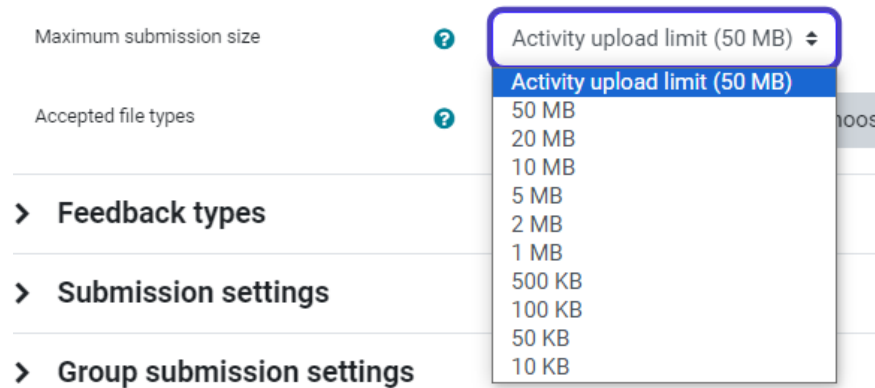 Maximum submission size
Activity upload limit (50 MB)
Activity upload limit (50 MB)
50 MB
Accepted file types
20 MB
10 MB
5 MB
2 MB
1 MB
500 KB
100 KB
50 KB
10 KB
Feedback types
Submission settings
Group submission settings